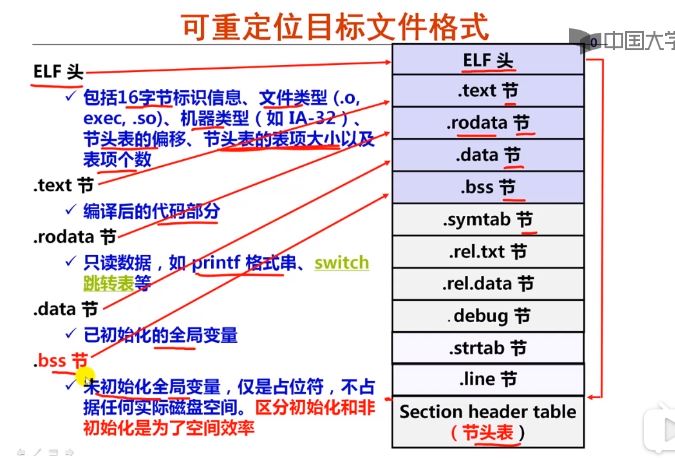 可重定位目标文件格式
中国大学
0
ELF 头
✓ 包括16字节标识信息、文件类型 (.o,
exec, .so)、机器类型（如 IA-32）、
节头表的偏移、节头表的表项大小以及
表项个数
.text 节
✓ 编译后的代码部分
.rodata 节
✓ 只读数据，如 printf 格式串、switch
跳转表等
.data 节
✓ 已初始化的全局变量
.bss 节
✓ 未初始化全局变量，仅是占位符，不占
据任何实际磁盘空间。区分初始化和非
初始化是为了空间效率
ELF 头
.text 节
.rodata 节
.data 节
.bss 节
.symtab 节
.rel.txt 节
.rel.data 节
.debug 节
.strtab 节
.line 节
Section header table
（节头表）